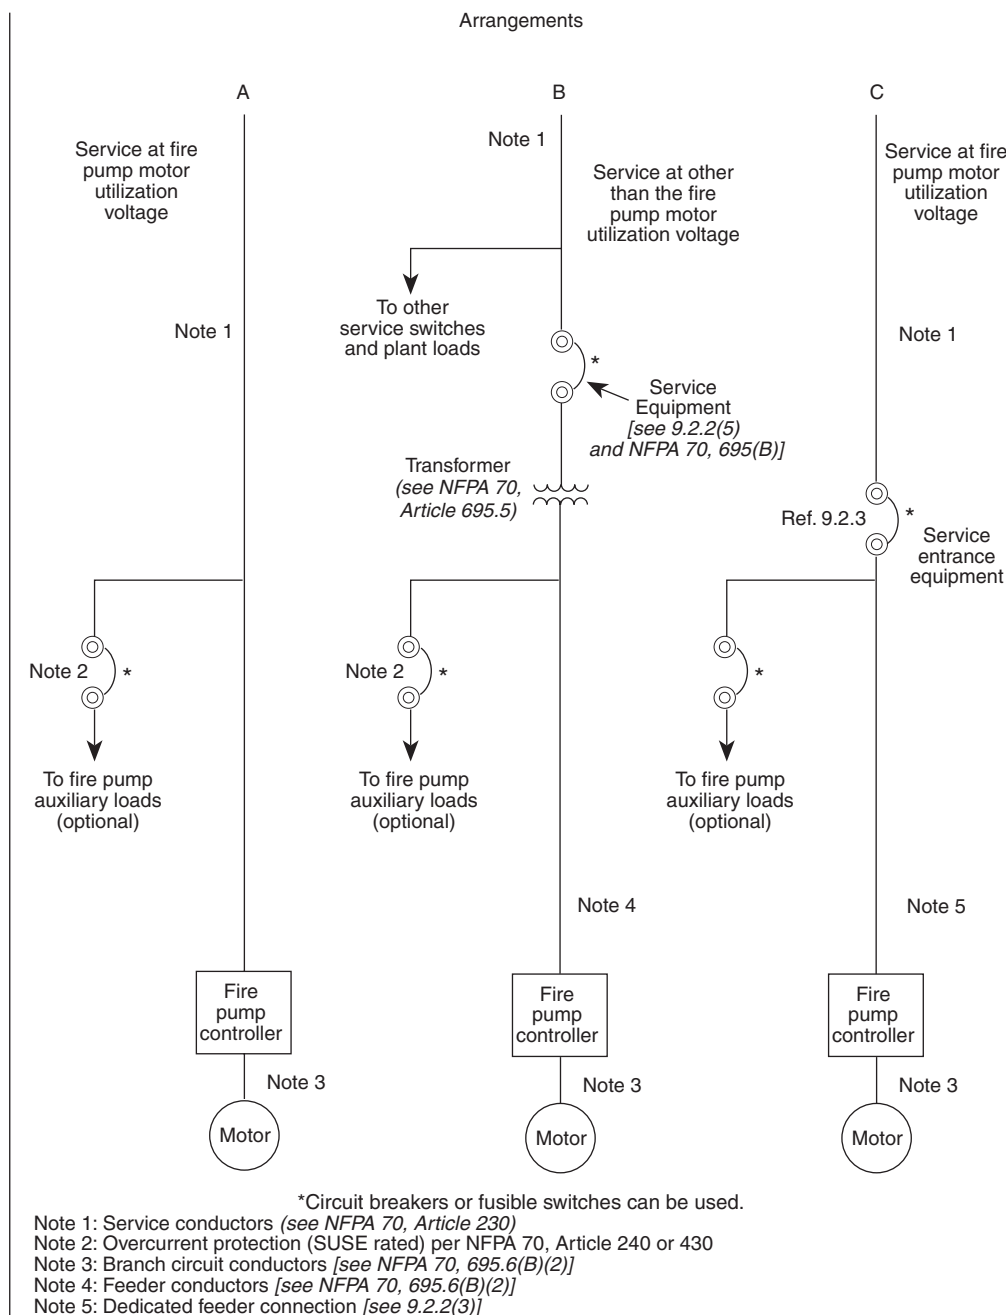 Arrangements
A
Service at fire
pump motor
utilization
voltage
Note 1
Note 2
*
To fire pump
auxiliary loads
(optional)
Fire
pump
controller
Note 3
Motor
B
Note 1
Service at other
than the fire
pump motor
utilization voltage
To other
service switches
and plant loads
*
Service
Equipment
[see 9.2.2(5)
and NFPA 70, 695(B)]
Transformer
(see NFPA 70,
Article 695.5)
Note 2
*
To fire pump
auxiliary loads
(optional)
Note 4
Fire
pump
controller
Note 3
Motor
C
Service at fire
pump motor
utilization
voltage
Note 1
Ref. 9.2.3
*
Service
entrance
equipment
*
To fire pump
auxiliary loads
(optional)
Note 5
Fire
pump
controller
Note 3
Motor
*Circuit breakers or fusible switches can be used.
Note 1: Service conductors (see NFPA 70, Article 230)
Note 2: Overcurrent protection (SUSE rated) per NFPA 70, Article 240 or 430
Note 3: Branch circuit conductors [see NFPA 70, 695.6(B)(2)]
Note 4: Feeder conductors [see NFPA 70, 695.6(B)(2)]
Note 5: Dedicated feeder connection [see 9.2.2(3)]